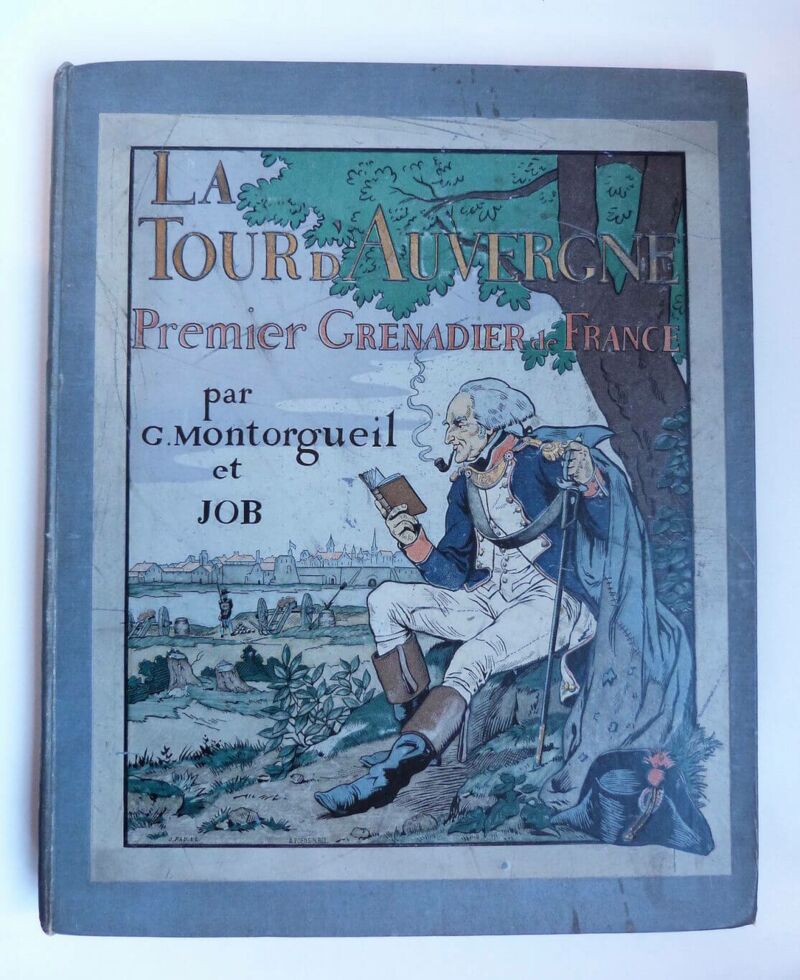 LA
TOUR D'AUVERGNE
Premier GRENADIER de FRANCE
par
G. Montorgueil
et
JOB